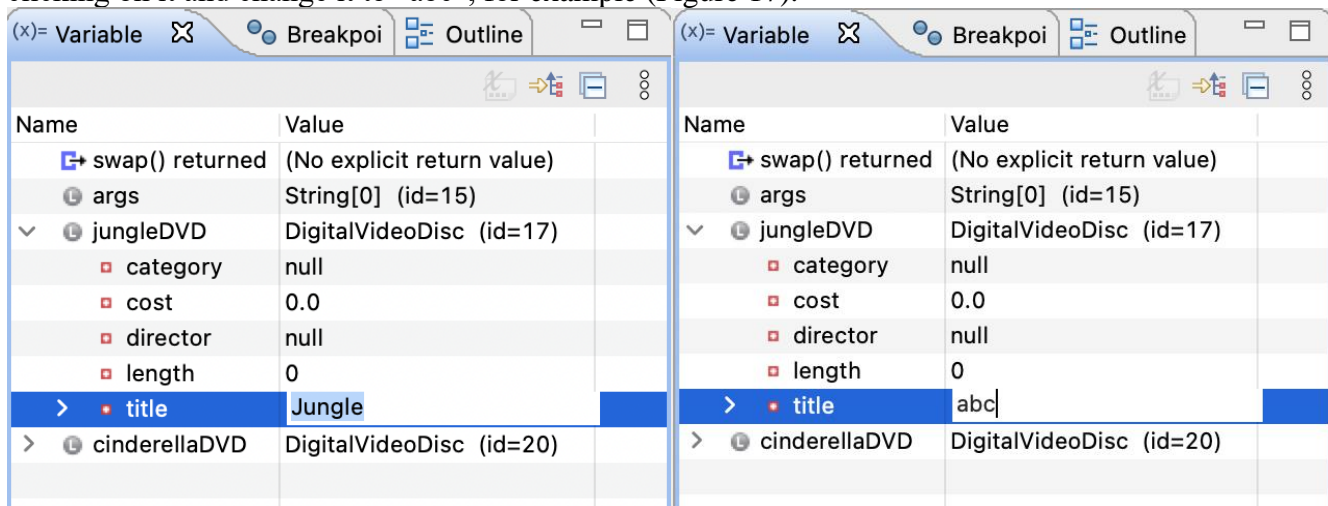 (x)= Variable Breakpoi Outline
Name Value
swap() returned (No explicit return value)
args String[0] (id=15)
jungleDVD DigitalVideoDisc (id=17)
category null
cost 0.0
director null
length 0
title Jungle
cinderellaDVD DigitalVideoDisc (id=20)
(x)= Variable Breakpoi Outline
Name Value
swap() returned (No explicit return value)
args String[0] (id=15)
jungleDVD DigitalVideoDisc (id=17)
category null
cost 0.0
director null
length 0
title abc
cinderellaDVD DigitalVideoDisc (id=20)